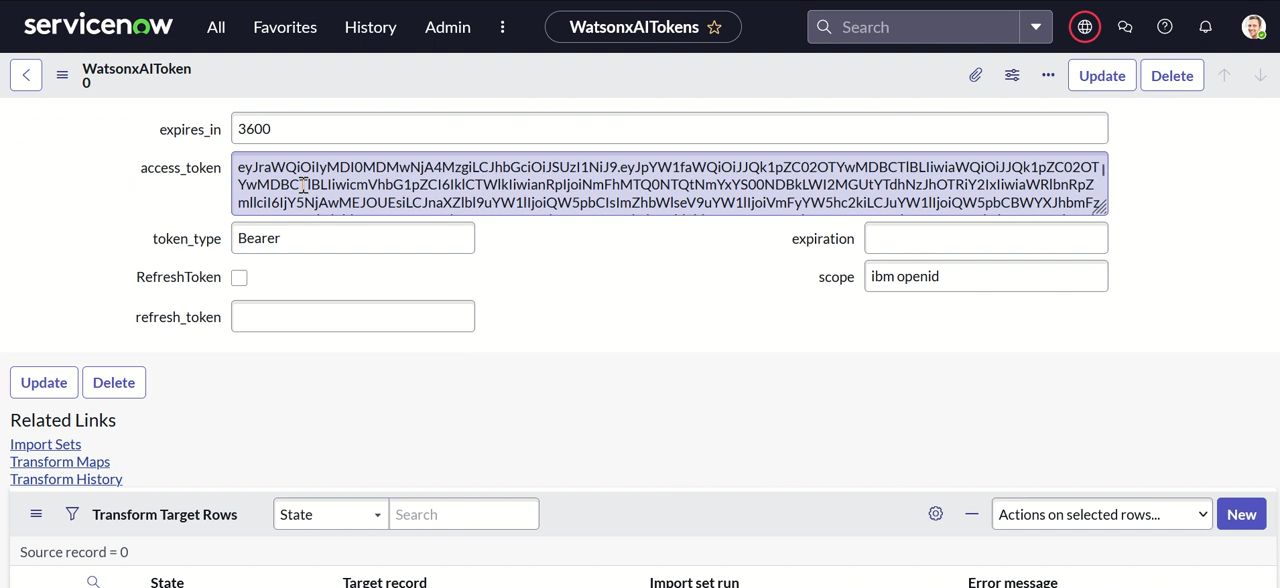 servicenow All Favorites History Admin WatsonxAITokens Search
WatsonxAIToken
0
Update Delete
expires_in 3600
access_token
token_type Bearer expiration
RefreshToken scope ibm openid
refresh_token
Update Delete
Related Links
Import Sets
Transform Maps
Transform History
Transform Target Rows State Search Actions on selected rows... New
Source record = 0
State Target record Import set run Error message